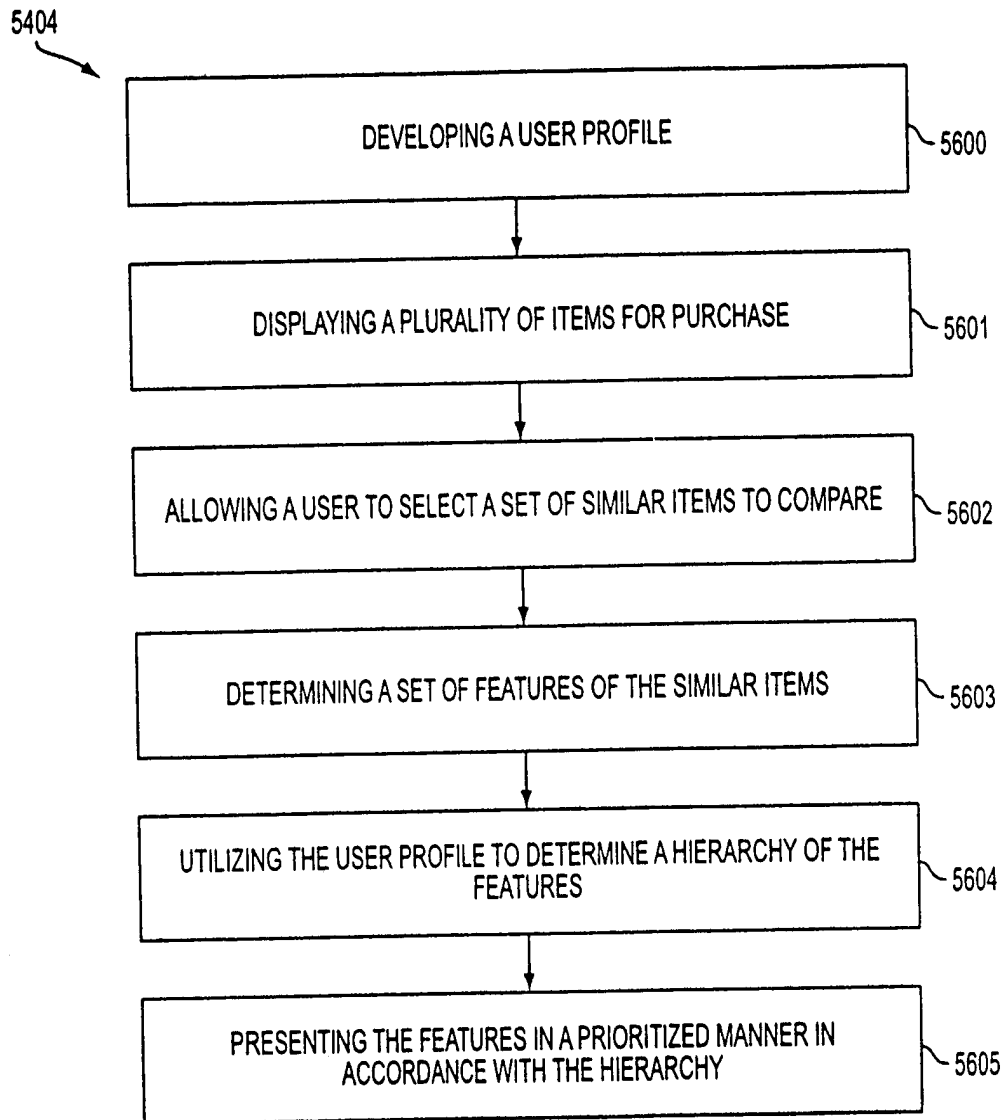 5404
DEVELOPING A USER PROFILE
5600
DISPLAYING A PLURALITY OF ITEMS FOR PURCHASE
5601
ALLOWING A USER TO SELECT A SET OF SIMILAR ITEMS TO COMPARE
5602
DETERMINING A SET OF FEATURES OF THE SIMILAR ITEMS
5603
UTILIZING THE USER PROFILE TO DETERMINE A HIERARCHY OF THE
FEATURES
5604
PRESENTING THE FEATURES IN A PRIORITIZED MANNER IN
ACCORDANCE WITH THE HIERARCHY
5605